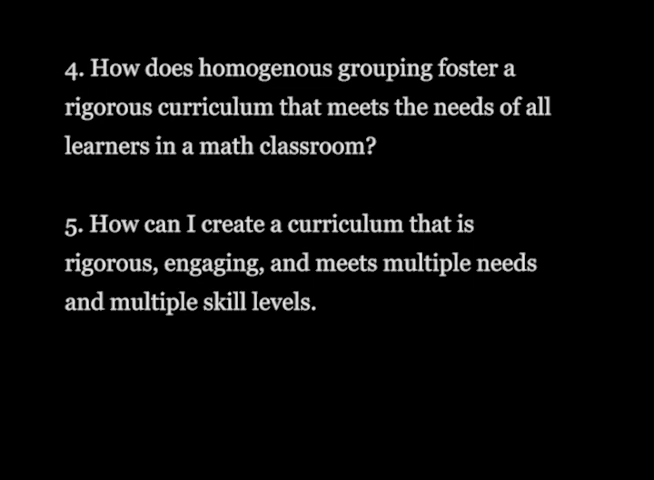 4. How does homogenous grouping foster a
rigorous curriculum that meets the needs of all
learners in a math classroom?
5. How can I create a curriculum that is
rigorous, engaging, and meets multiple needs
and multiple skill levels.